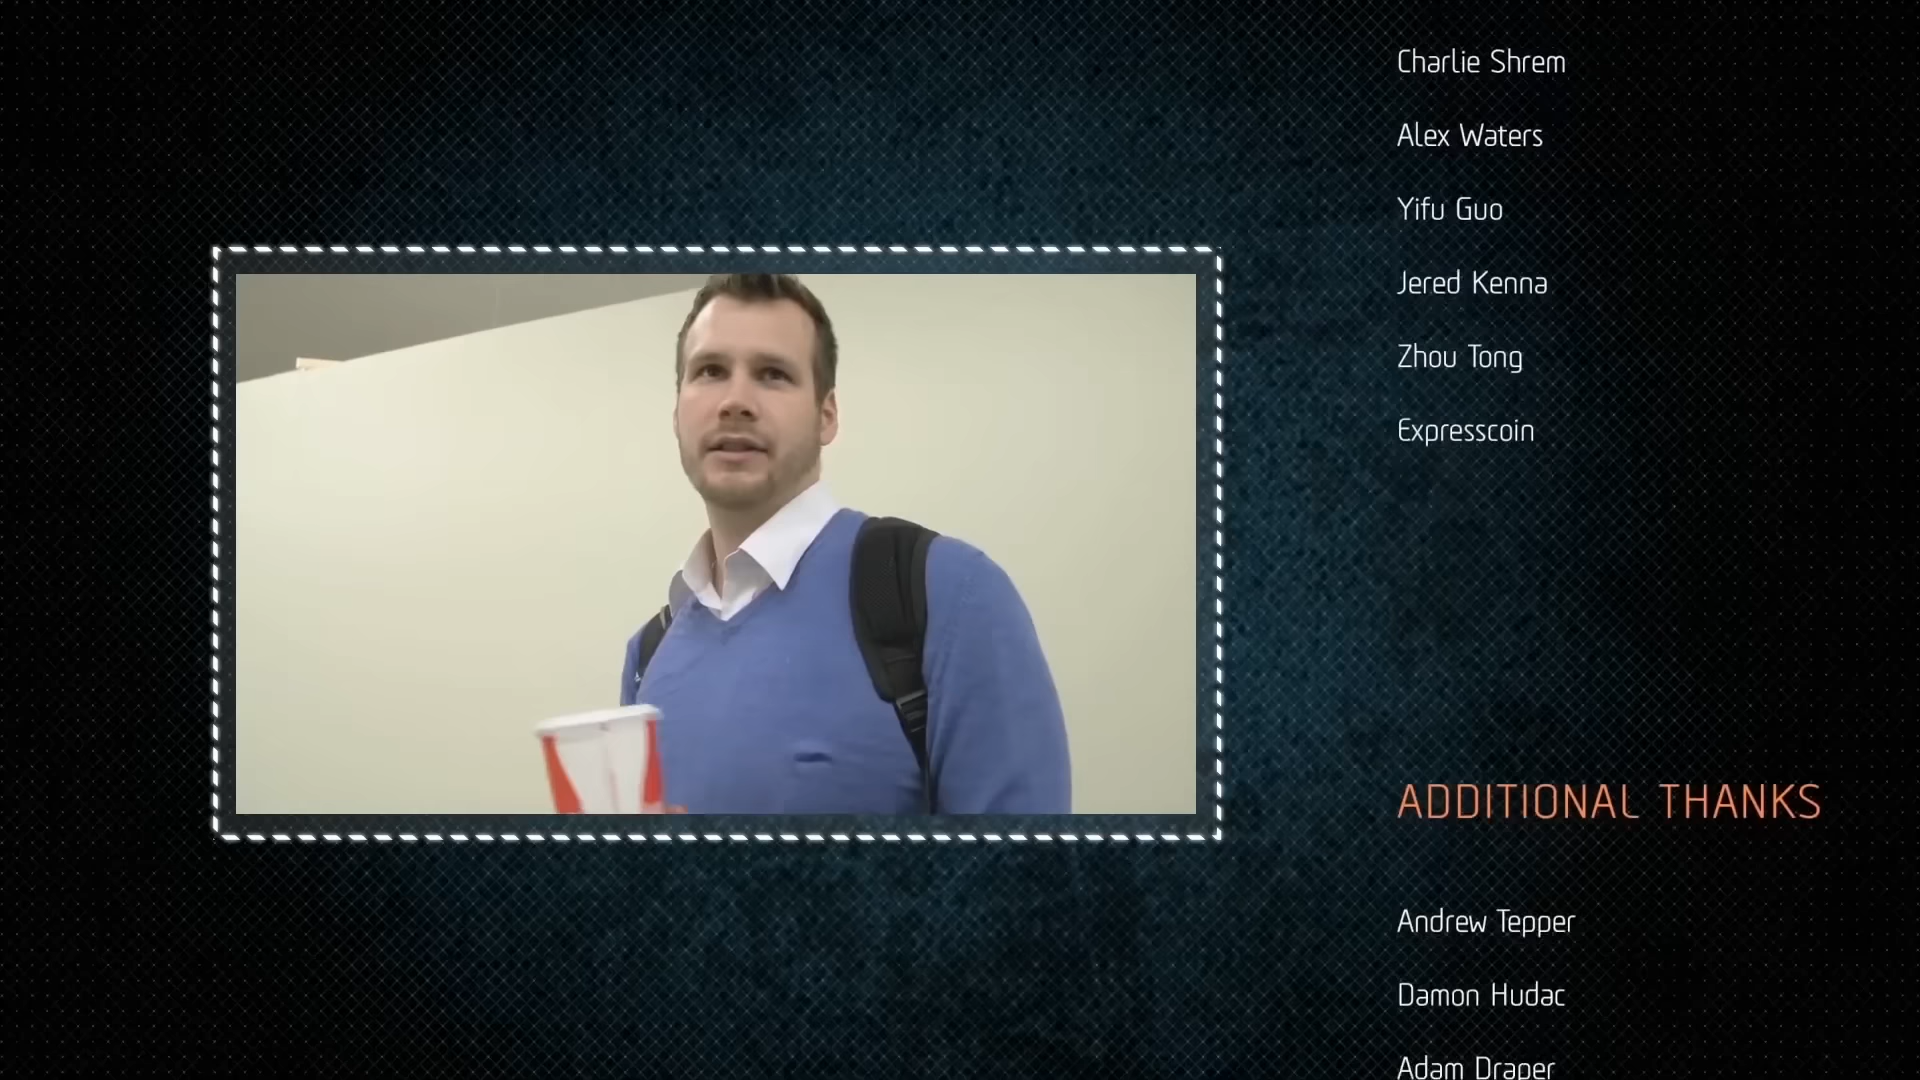 Charlie Shrem
Alex Waters
Yifu Guo
Jered Kenna
Zhou Tong
Expresscoin
ADDITIONAL THANKS
Andrew Tepper
Damon Hudac
Adam Draper